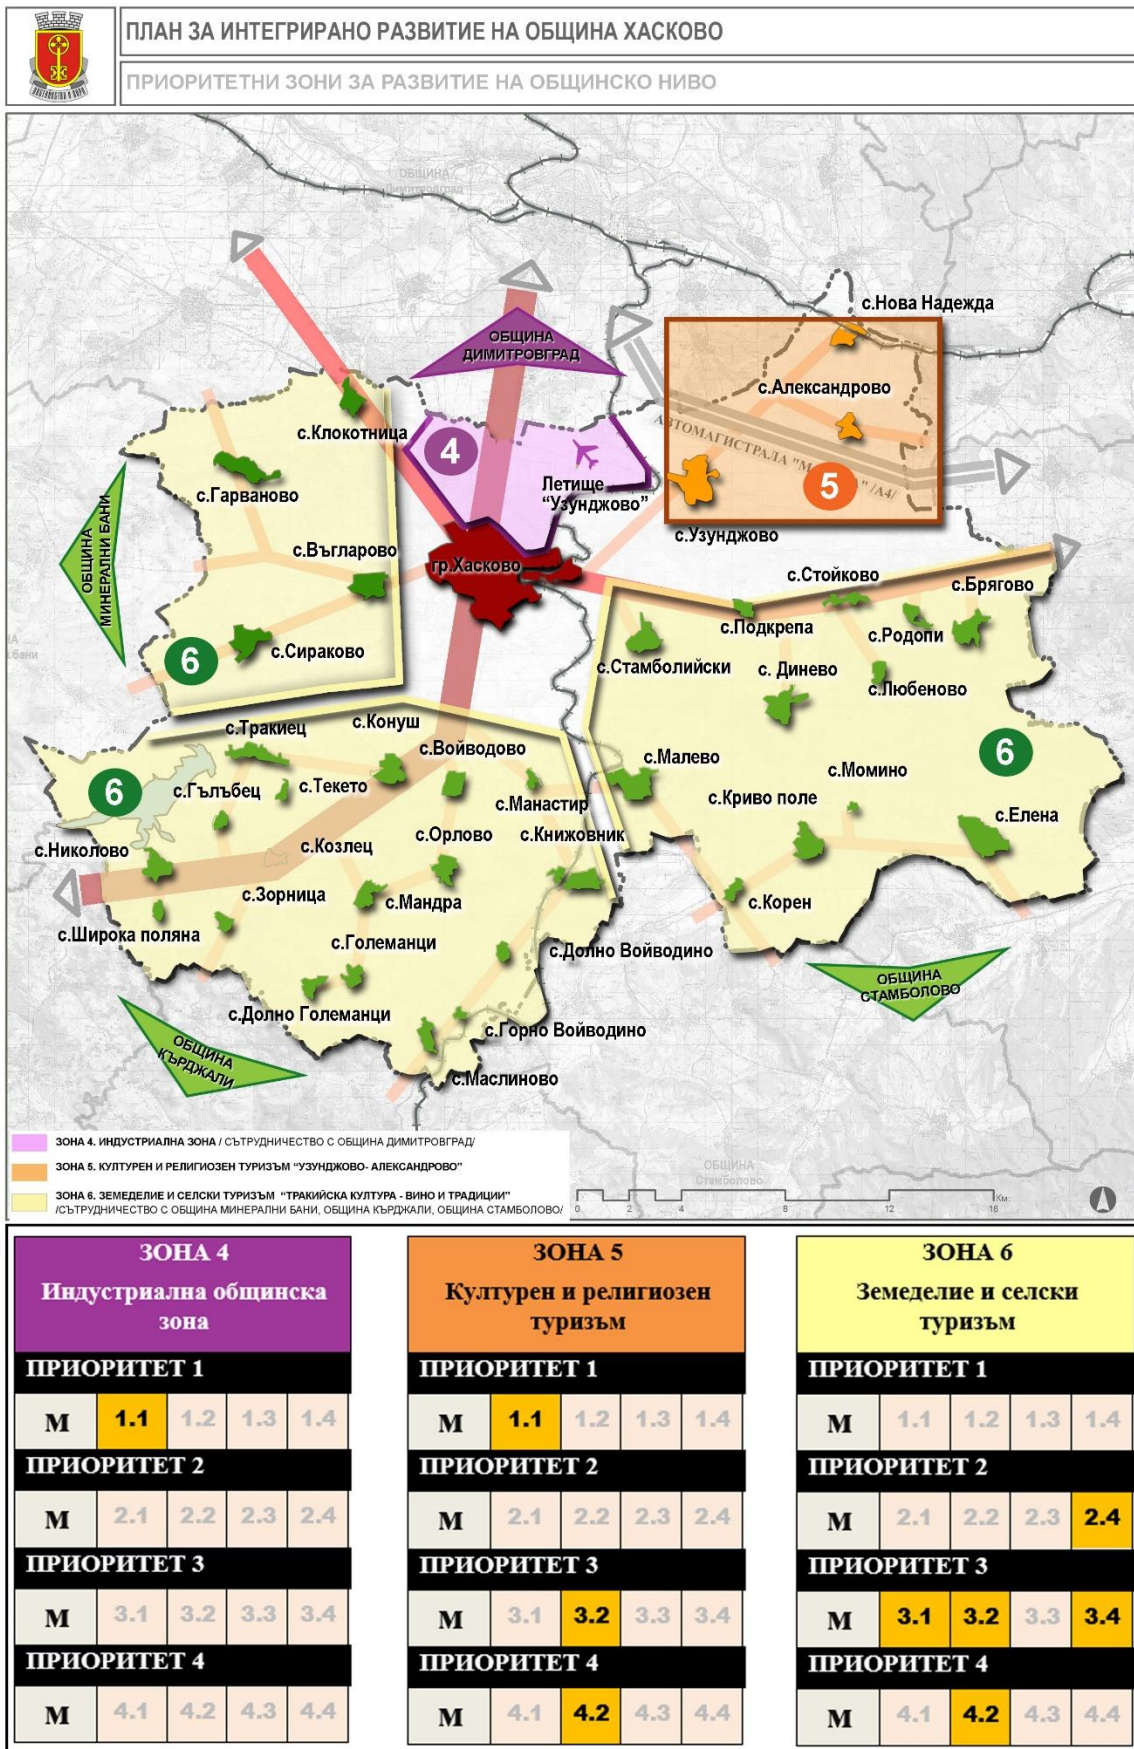 ПЛАН ЗА ИНТЕГРИРАНО РАЗВИТИЕ НА ОБЩИНА ХАСКОВО
ПРИОРИТЕТНИ ЗОНИ ЗА РАЗВИТИЕ НА ОБЩИНСКО НИВО
ОБЩИНА
Димитровград
с.Нова Надежда
ОБЩИНА
ДИМИТРОВГРАД
с.Александрово
с.Клокотница
4
АВТОМАГИСТРАЛА "М
" /А4/
5
с.Гарваново
Летище
"Узунджово"
с.Узунджово
ОБЩИНА
МИНЕРАЛНИ БАНИ
с.Въгларово
гр.Хасково
с.Стойково
с.Брягово
с.Подкрепа
с.Родопи
6
с.Сираково
с.Стамболийски
с. Динево
с.Любеново
с.Тракиец
с.Конуш
с.Войводово
6
с.Малево
с.Момино
6
с.Гълъбец
с.Текето
с.Манастир
с.Криво поле
с.Елена
с.Орлово
с.Книжовник
с.Николово
с.Козлец
с.Зорница
с.Мандра
с.Корен
с.Широка поляна
с.Големанци
с.Долно Войводино
ОБЩИНА
СТАМБОЛОВО
с.Долно Големанци
с.Горно Войводино
ОБЩИНА
КЪРДЖАЛИ
с.Маслиново
ЗОНА 4. ИНДУСТРИАЛНА ЗОНА / СЪТРУДНИЧЕСТВО С ОБЩИНА ДИМИТРОВГРАД/
ЗОНА 5. КУЛТУРЕН И РЕЛИГИОЗЕН ТУРИЗЪМ "УЗУНДЖОВО- АЛЕКСАНДРОВО"
ЗОНА 6. ЗЕМЕДЕЛИЕ И СЕЛСКИ ТУРИЗЪМ "ТРАКИЙСКА КУЛТУРА - ВИНО И ТРАДИЦИИ"
/СЪТРУДНИЧЕСТВО С ОБЩИНА МИНЕРАЛНИ БАНИ, ОБЩИНА КЪРДЖАЛИ, ОБЩИНА СТАМБОЛОВО/
ОБЩИНА
Стамболово
Км.
0 2 4 8 12 16
ЗОНА 4
Индустриална общинска
зона
ПРИОРИТЕТ 1
М 1.1 1.2 1.3 1.4
ПРИОРИТЕТ 2
М 2.1 2.2 2.3 2.4
ПРИОРИТЕТ 3
М 3.1 3.2 3.3 3.4
ПРИОРИТЕТ 4
М 4.1 4.2 4.3 4.4
ЗОНА 5
Културен и религиозен
туризъм
ПРИОРИТЕТ 1
М 1.1 1.2 1.3 1.4
ПРИОРИТЕТ 2
М 2.1 2.2 2.3 2.4
ПРИОРИТЕТ 3
М 3.1 3.2 3.3 3.4
ПРИОРИТЕТ 4
М 4.1 4.2 4.3 4.4
ЗОНА 6
Земеделие и селски
туризъм
ПРИОРИТЕТ 1
М 1.1 1.2 1.3 1.4
ПРИОРИТЕТ 2
М 2.1 2.2 2.3 2.4
ПРИОРИТЕТ 3
М 3.1 3.2 3.3 3.4
ПРИОРИТЕТ 4
М 4.1 4.2 4.3 4.4